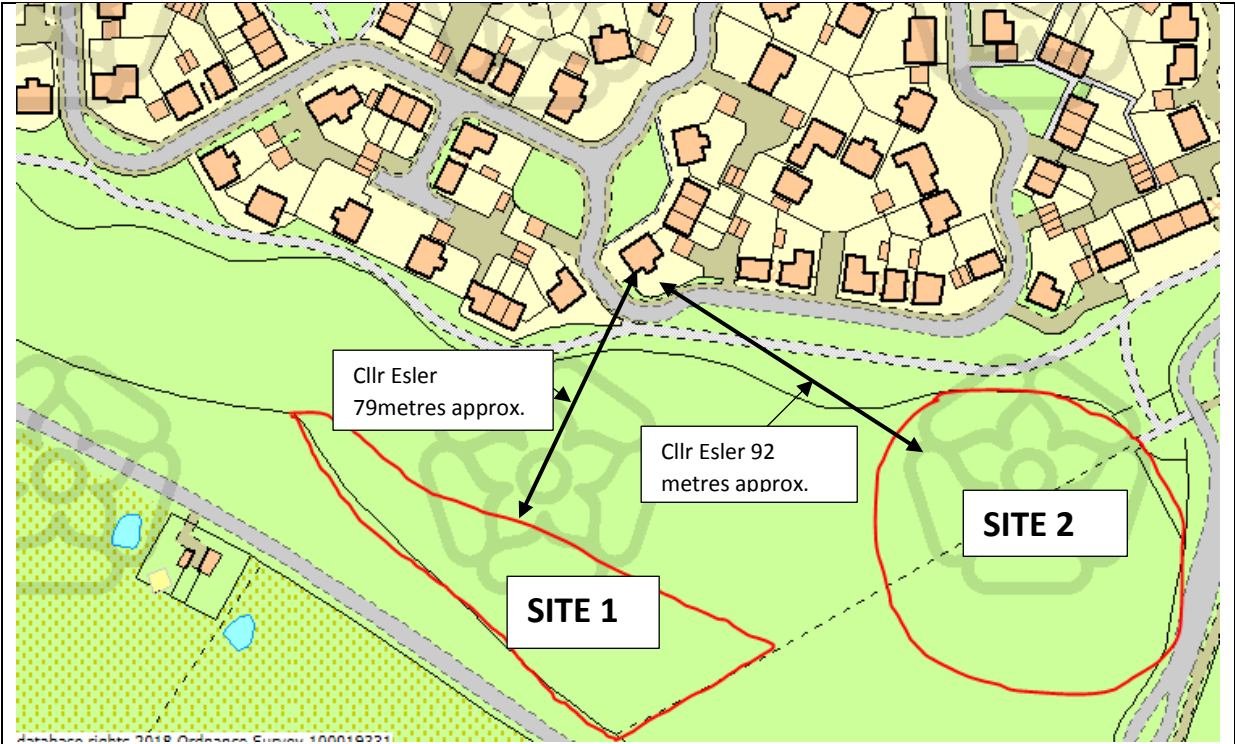 Cllr Esler
79metres approx.
Cllr Esler 92
metres approx.
SITE 2
SITE 1
database rights 2018 Ordnance Survey 100019331